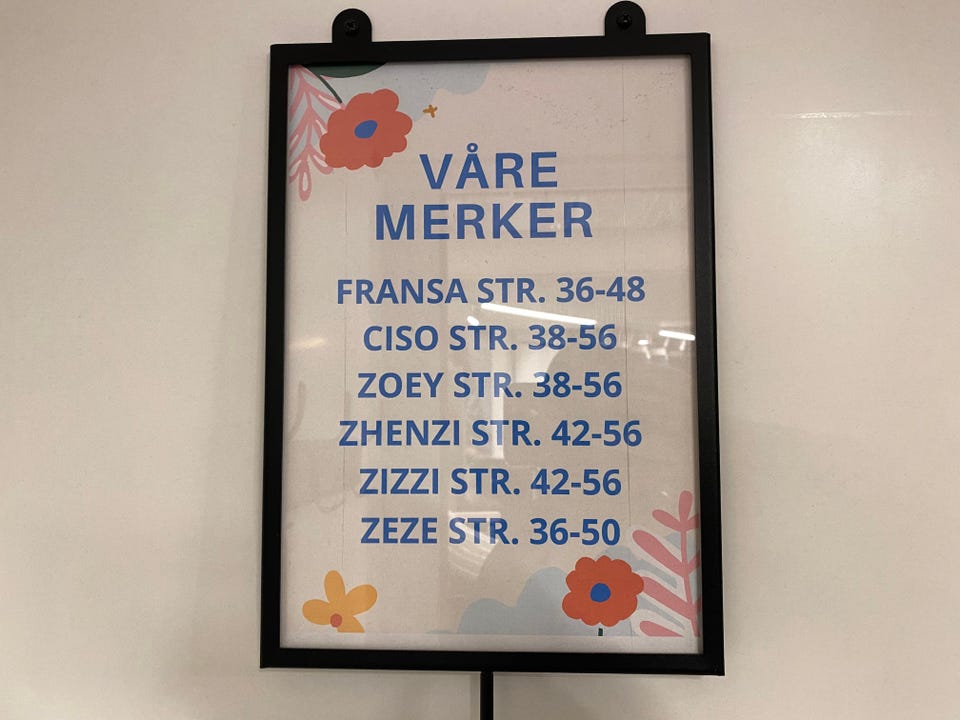 VÅRE
MERKER
FRANSA STR. 36-48
CISO STR. 38-56
ZOEY STR. 38-56
ZHENZI STR. 42-56
ZIZZI STR. 42-56
ZEZE STR. 36-50